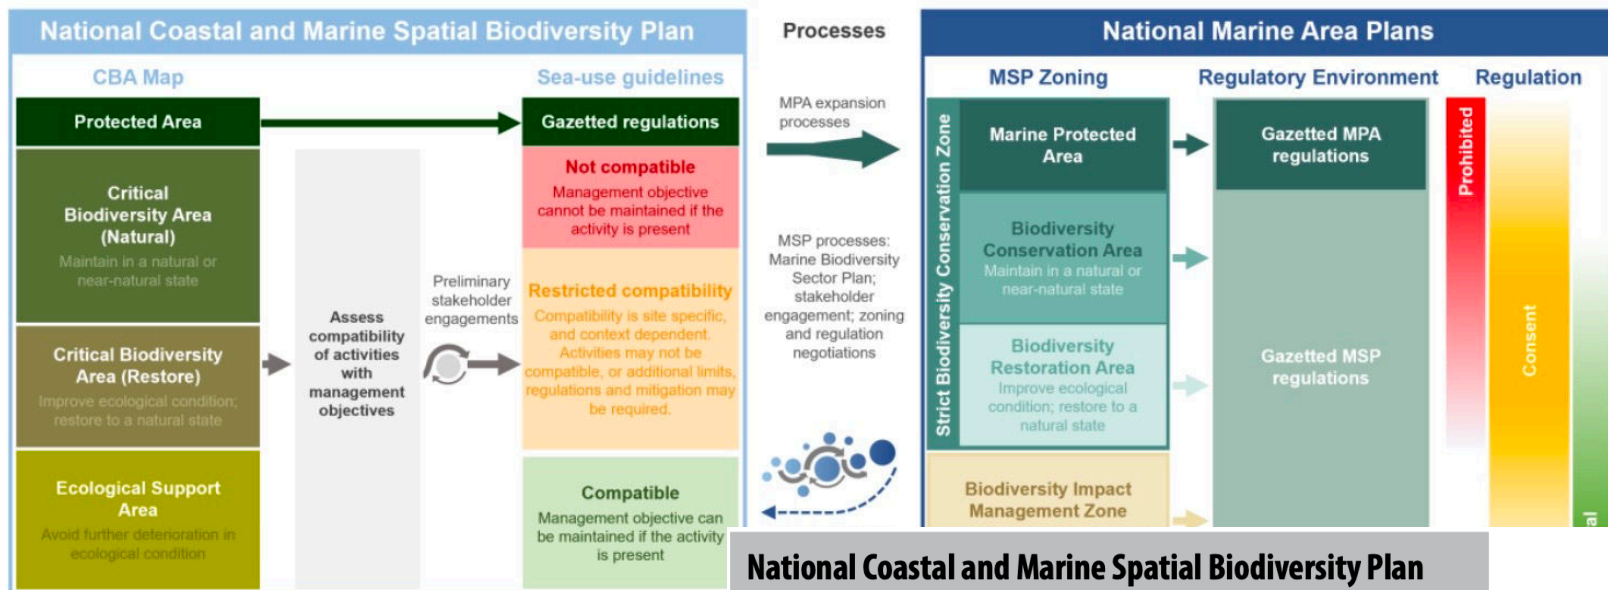 National Coastal and Marine Spatial Biodiversity Plan
CBA Map
Sea-use guidelines
Protected Area
Gazetted regulations
Critical
Biodiversity Area
(Natural)
Maintain in a natural or
near-natural state
Critical Biodiversity
Area (Restore)
Improve ecological condition;
restore to a natural state
Ecological Support
Area
Avoid further deterioration in
ecological condition
Assess
compatibility
of activities
with
management
objectives
Preliminary
stakeholder
engagements
Not compatible
Management objective
cannot be maintained if the
activity is present
Restricted compatibility
Compatibility is site specific,
and context dependent.
Activities may not be
compatible, or additional limits,
regulations and mitigation may
be required.
Compatible
Management objective can
be maintained if the activity
is present
Processes
MPA expansion
processes
MSP processes:
Marine Biodiversity
Sector Plan;
stakeholder
engagement; zoning
and regulation
negotiations
National Marine Area Plans
MSP Zoning
Regulatory Environment
Regulation
Strict Biodiversity Conservation Zone
Marine Protected
Area
Biodiversity
Conservation Area
Maintain in a natural or
near-natural state
Biodiversity
Restoration Area
Improve ecological
condition; restore to a
natural state
Biodiversity Impact
Management Zone
Gazetted MPA
regulations
Gazetted MSP
regulations
Prohibited
Consent
National Coastal and Marine Spatial Biodiversity Plan